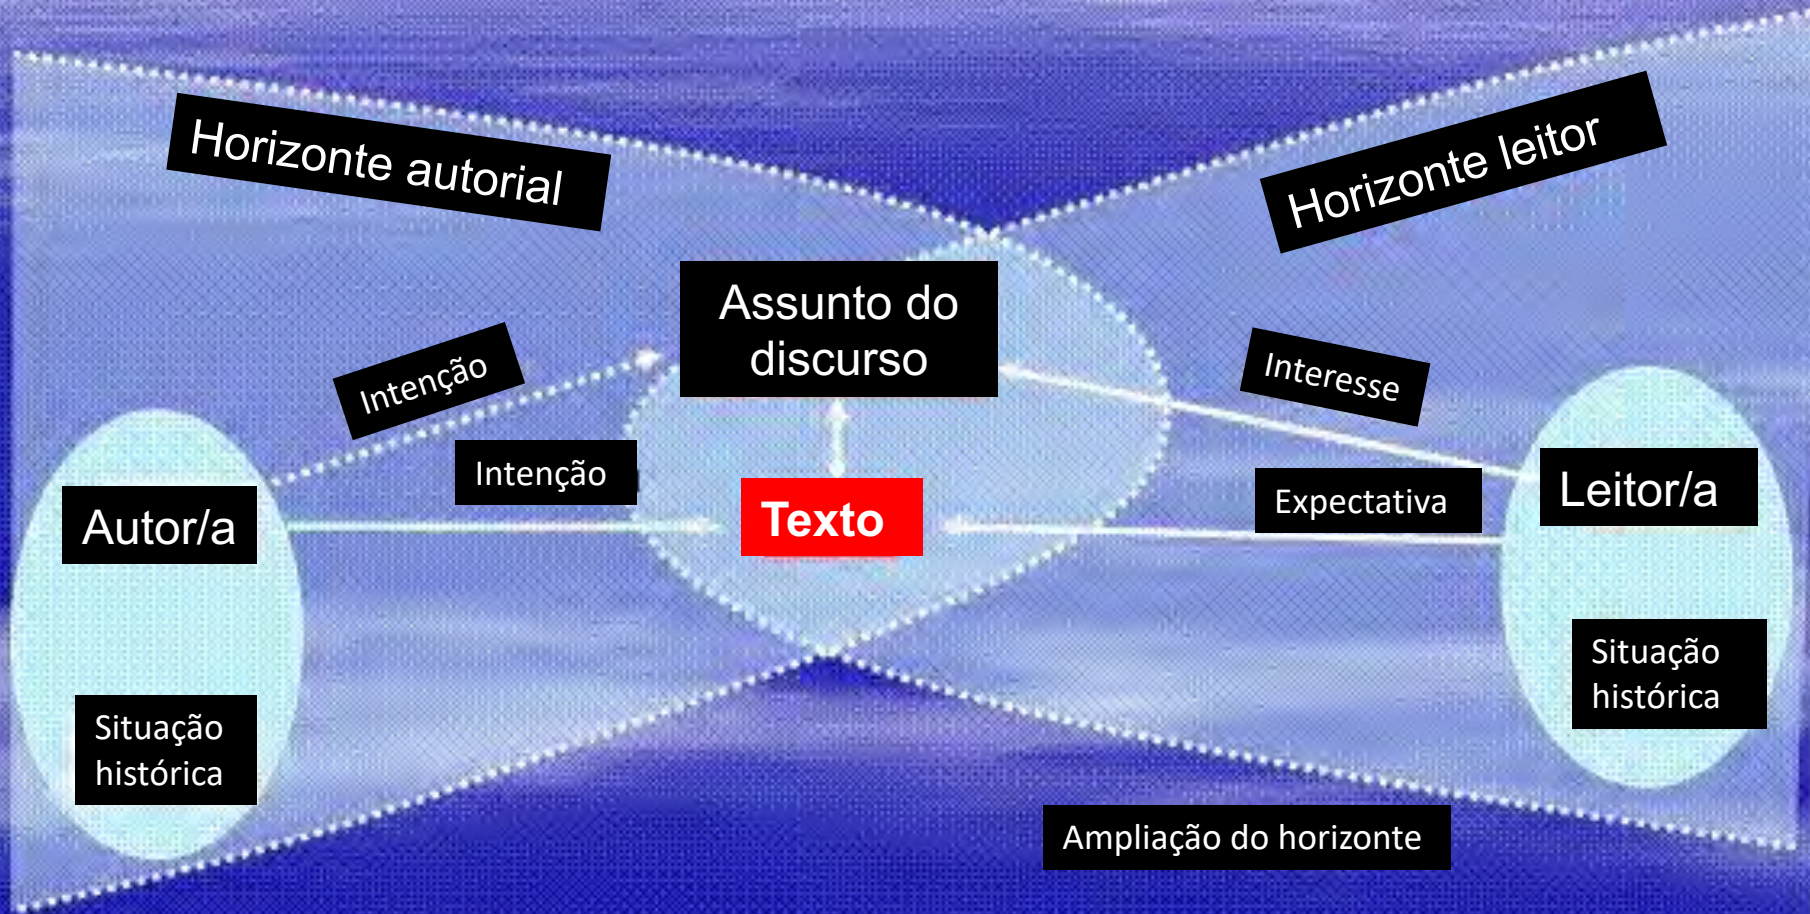 Horizonte autorial
Horizonte leitor
Assunto do
discurso
Intenção
Interesse
Intenção
Expectativa
Leitor/a
Autor/a
Texto
Situação
histórica
Situação
histórica
Ampliação do horizonte